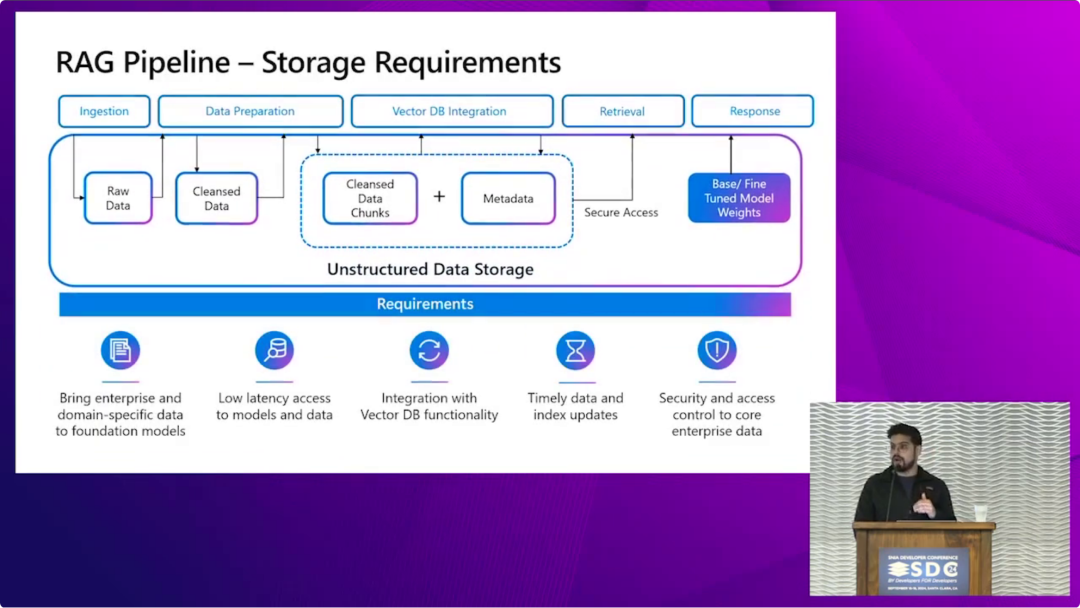 RAG Pipeline – Storage Requirements
Ingestion
Data Preparation
Vector DB Integration
Retrieval
Response
Raw
Data
Cleansed
Data
Cleansed
Data
Chunks
+
Metadata
Secure Access
Base/ Fine
Tuned Model
Weights
Unstructured Data Storage
Requirements
Bring enterprise and
domain-specific data
to foundation models
Low latency access
to models and data
Integration with
Vector DB functionality
Timely data and
index updates
Security and access
control to core
enterprise data
SNIA DEVELOPER CONFERENCE
SDC
BY Developers FOR Developers